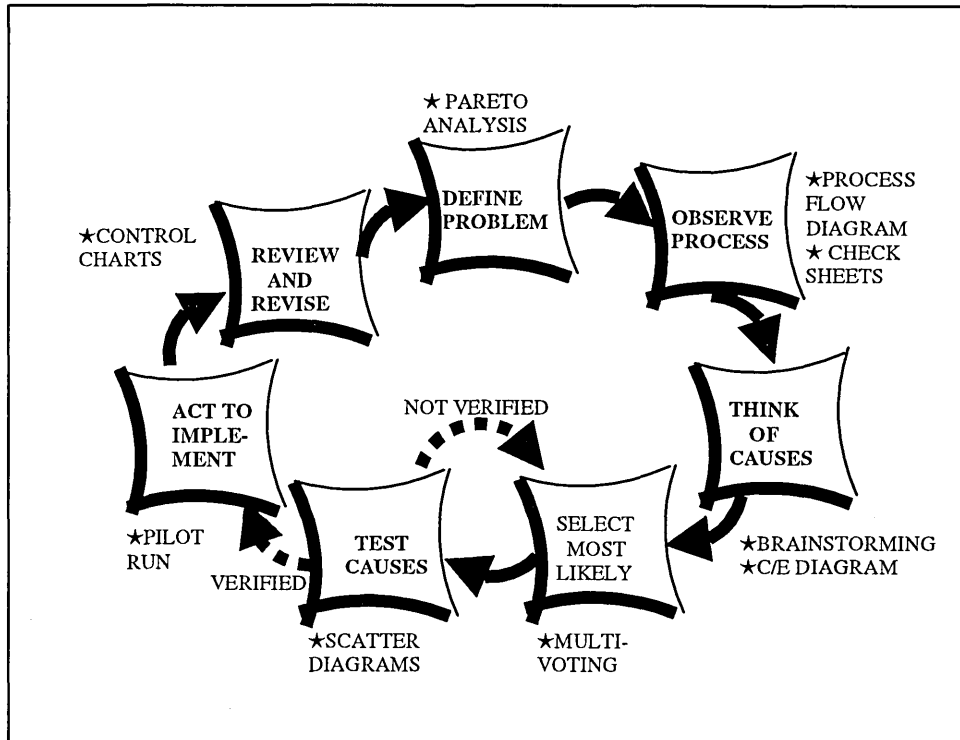 ★ PARETO
ANALYSIS
DEFINE
PROBLEM
OBSERVE
PROCESS
★PROCESS
FLOW
DIAGRAM
★ CHECK
SHEETS
THINK
OF
CAUSES
★BRAINSTORMING
★C/E DIAGRAM
SELECT
MOST
LIKELY
★MULTI-
VOTING
NOT VERIFIED
TEST
CAUSES
★SCATTER
DIAGRAMS
VERIFIED
ACT TO
IMPLE-
MENT
★PILOT
RUN
REVIEW
AND
REVISE
★CONTROL
CHARTS